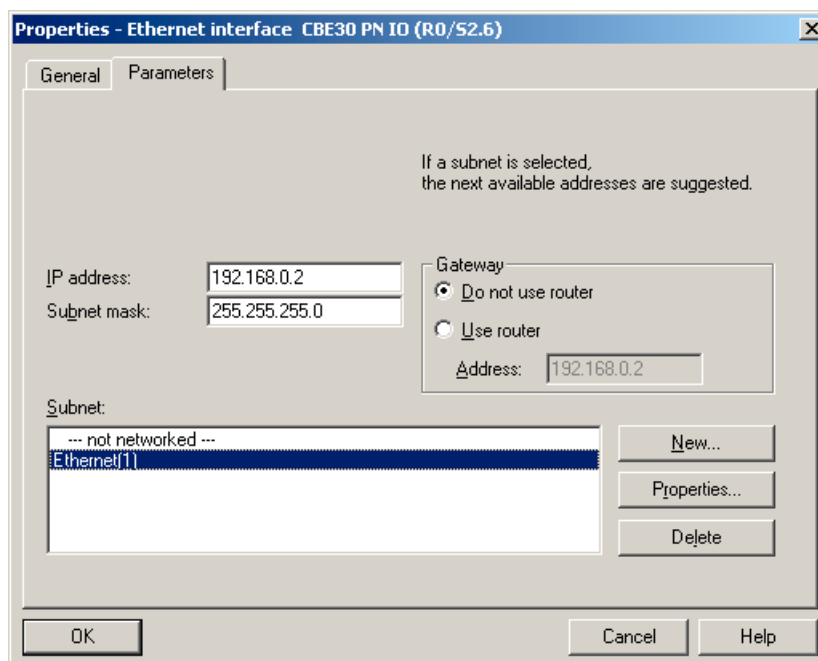 Properties - Ethernet interface CBE30 PN IO (R0/S2.6)
General
Parameters
If a subnet is selected,
the next available addresses are suggested.
IP address:
192.168.0.2
Subnet mask:
255.255.255.0
Gateway
Do not use router
Use router
Address:
192.168.0.2
Subnet:
--- not networked ---
Ethernet(1)
New...
Properties...
Delete
OK
Cancel
Help